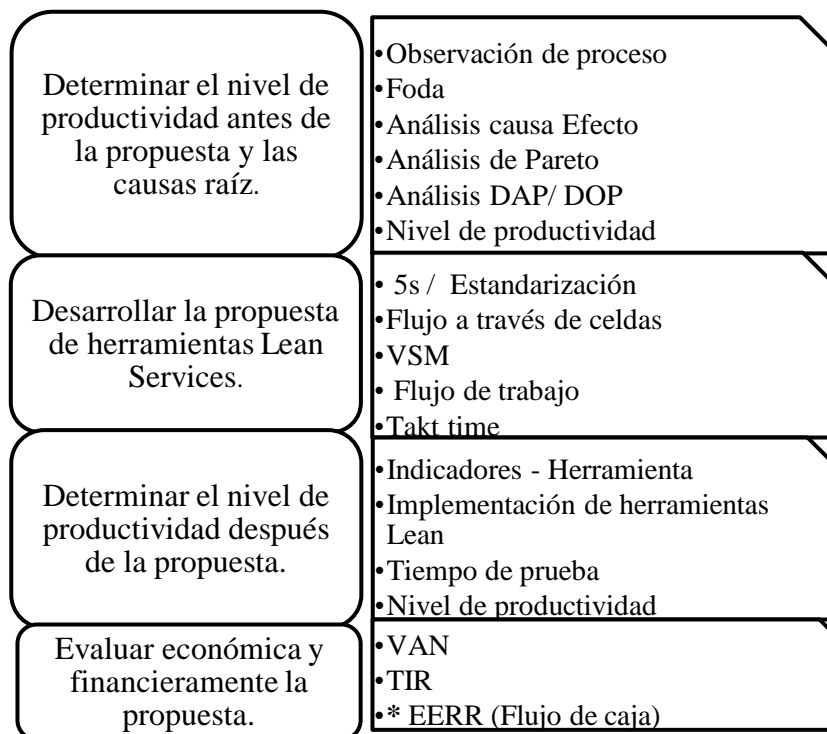 Determinar el nivel de
productividad antes de
la propuesta y las
causas raíz.
•Observación de proceso
•Foda
•Análisis causa Efecto
•Análisis de Pareto
•Análisis DAP/ DOP
•Nivel de productividad
Desarrollar la propuesta
de herramientas Lean
Services.
• 5s / Estandarización
•Flujo a través de celdas
•VSM
• Flujo de trabajo
•Takt time
Determinar el nivel de
productividad después
de la propuesta.
•Indicadores - Herramienta
•Implementación de herramientas
Lean
•Tiempo de prueba
•Nivel de productividad
Evaluar económica y
financieramente la
propuesta.
•VAN
•TIR
•* EERR (Flujo de caja)